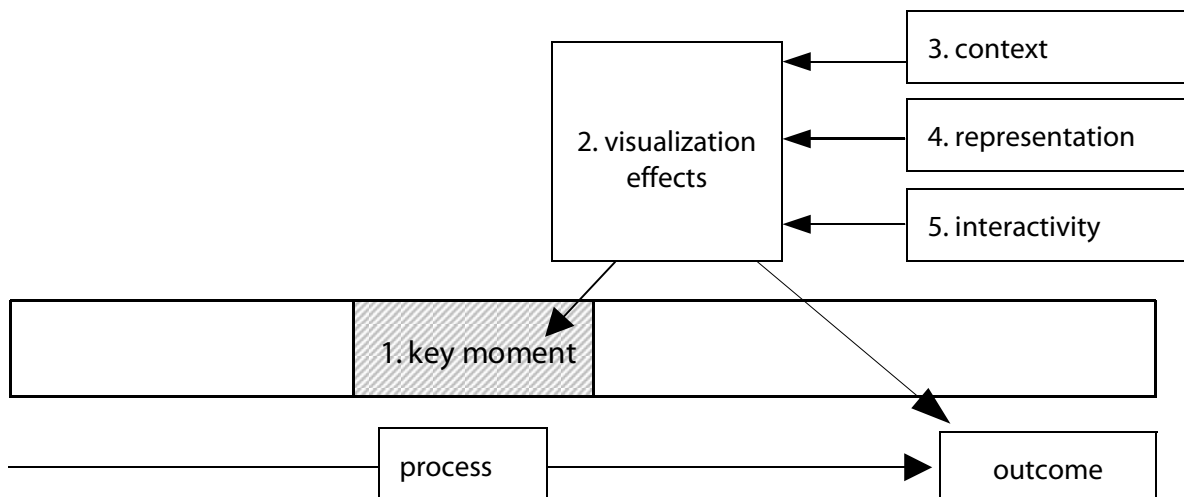 3. context
4. representation
2. visualization
effects
5. interactivity
1. key moment
process
outcome